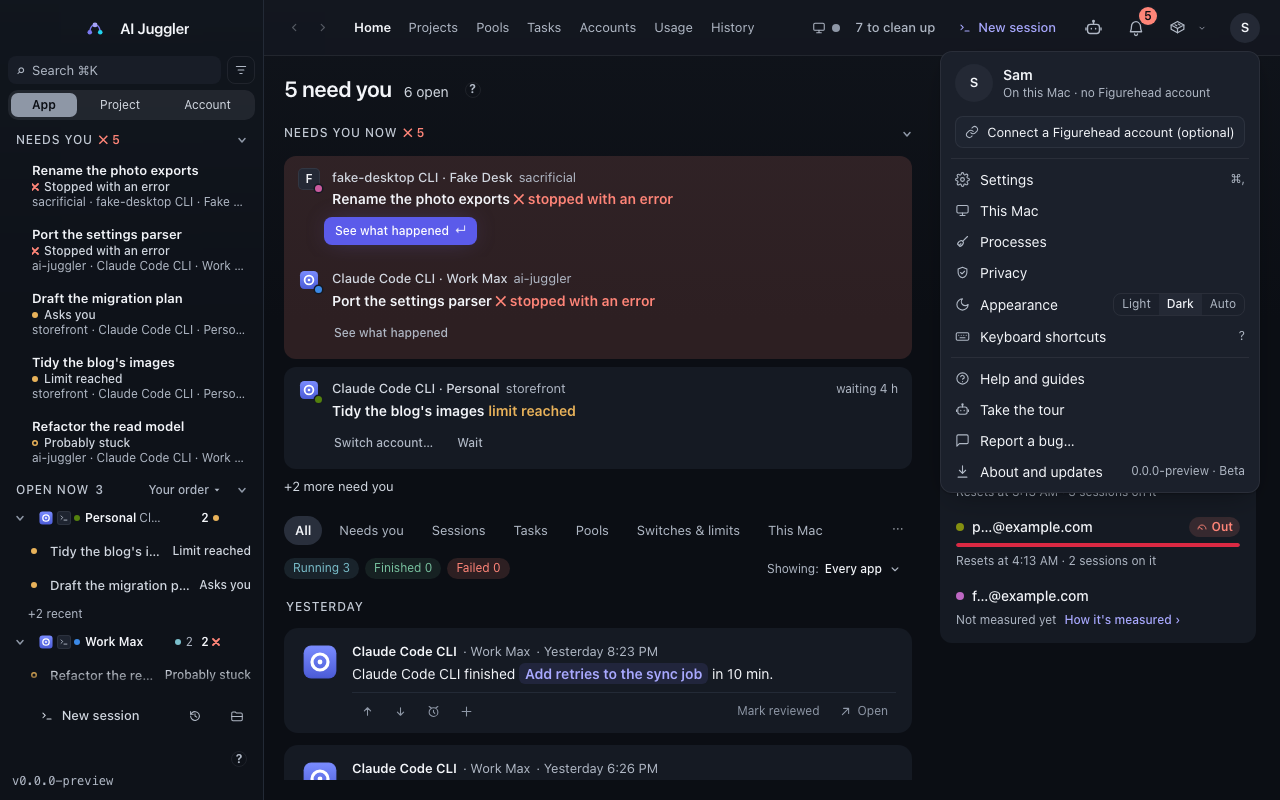 AI Juggler
Search ⌘K
App Project Account
NEEDS YOU 5
Rename the photo exports
Stopped with an error
sacrificial · fake-desktop CLI · Fake ...
Port the settings parser
Stopped with an error
ai-juggler · Claude Code CLI · Work ...
Draft the migration plan
Asks you
storefront · Claude Code CLI · Perso...
Tidy the blog's images
Limit reached
storefront · Claude Code CLI · Perso...
Refactor the read model
Probably stuck
ai-juggler · Claude Code CLI · Work ...
OPEN NOW 3 Your order
Personal Cl... 2
Tidy the blog's i... Limit reached
Draft the migration p... Asks you
+2 recent
Work Max 2 2
Refactor the re... Probably stuck
New session
?
v0.0.0-preview
Home Projects Pools Tasks Accounts Usage History
7 to clean up New session 5 S
5 need you 6 open ?
NEEDS YOU NOW 5
F fake-desktop CLI · Fake Desk sacrificial
Rename the photo exports stopped with an error
See what happened
Claude Code CLI · Work Max ai-juggler
Port the settings parser stopped with an error
See what happened
Claude Code CLI · Personal storefront waiting 4 h
Tidy the blog's images limit reached
Switch account... Wait
+2 more need you
All Needs you Sessions Tasks Pools Switches & limits This Mac ...
Running 3 Finished 0 Failed 0 Showing: Every app
YESTERDAY
Claude Code CLI · Work Max · Yesterday 8:23 PM
Claude Code CLI finished Add retries to the sync job in 10 min.
Mark reviewed Open
Claude Code CLI · Work Max · Yesterday 6:26 PM
S Sam
On this Mac · no Figurehead account
Connect a Figurehead account (optional)
Settings ⌘,
This Mac
Processes
Privacy
Appearance Light Dark Auto
Keyboard shortcuts ?
Help and guides
Take the tour
Report a bug...
About and updates 0.0.0-preview · Beta
p...@example.com Out
Resets at 4:13 AM · 2 sessions on it
f...@example.com
Not measured yet How it's measured ›